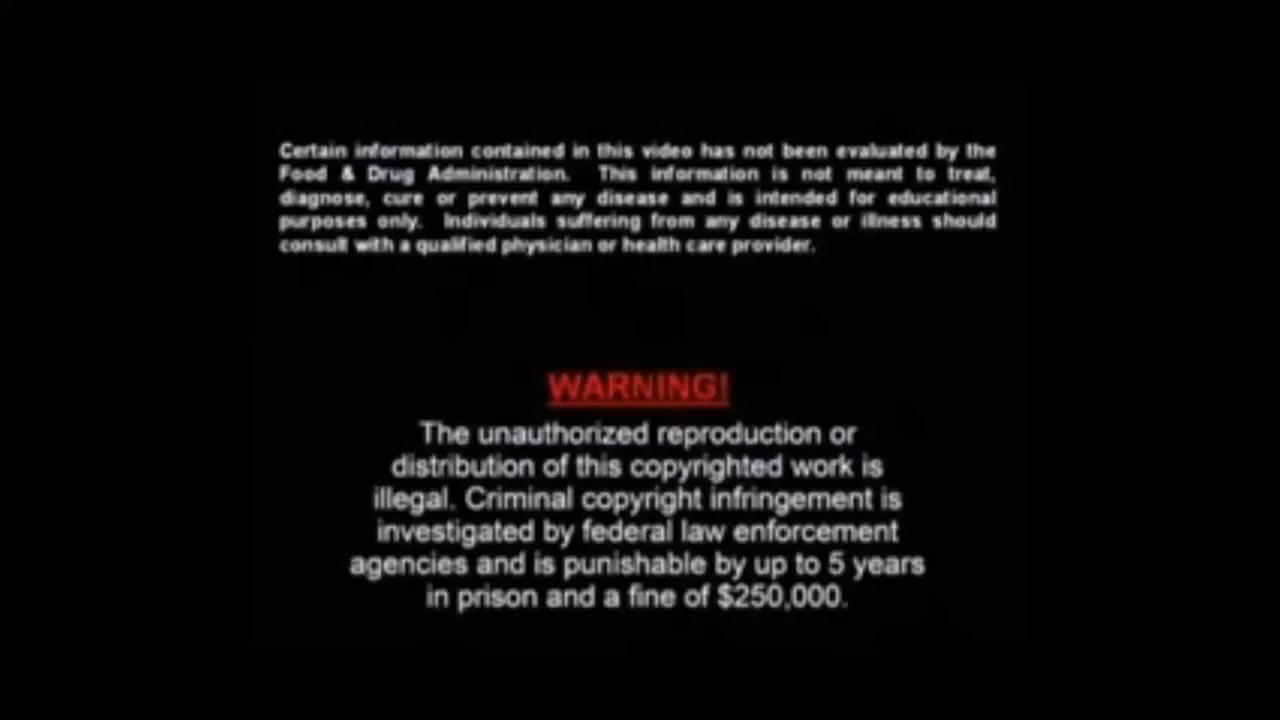 Certain information contained in this video has not been evaluated by the
Food & Drug Administration. This information is not meant to treat,
diagnose, cure or prevent any disease and is intended for educational
purposes only. Individuals suffering from any disease or illness should
consult with a qualified physician or health care provider.
WARNING!
The unauthorized reproduction or
distribution of this copyrighted work is
illegal. Criminal copyright infringement is
investigated by federal law enforcement
agencies and is punishable by up to 5 years
in prison and a fine of $250,000.